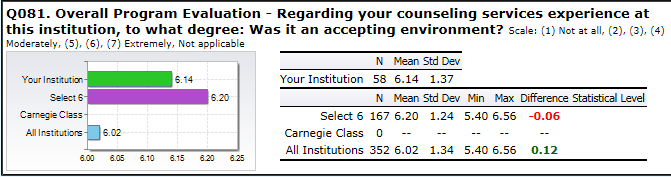 Q081. Overall Program Evaluation - Regarding your counseling services experience at
this institution, to what degree: Was it an accepting environment? Scale: (1) Not at all, (2), (3), (4)
Moderately, (5), (6), (7) Extremely, Not applicable
Your Institution 6.14
Select 6 6.20
Carnegie Class
All Institutions 6.02
6.00 6.05 6.10 6.15 6.20 6.25
N Mean Std Dev
Your Institution 58 6.14 1.37
N Mean Std Dev Min Max Difference Statistical Level
Select 6 167 6.20 1.24 5.40 6.56 -0.06
Carnegie Class 0 -- -- -- -- --
All Institutions 352 6.02 1.34 5.40 6.56 0.12